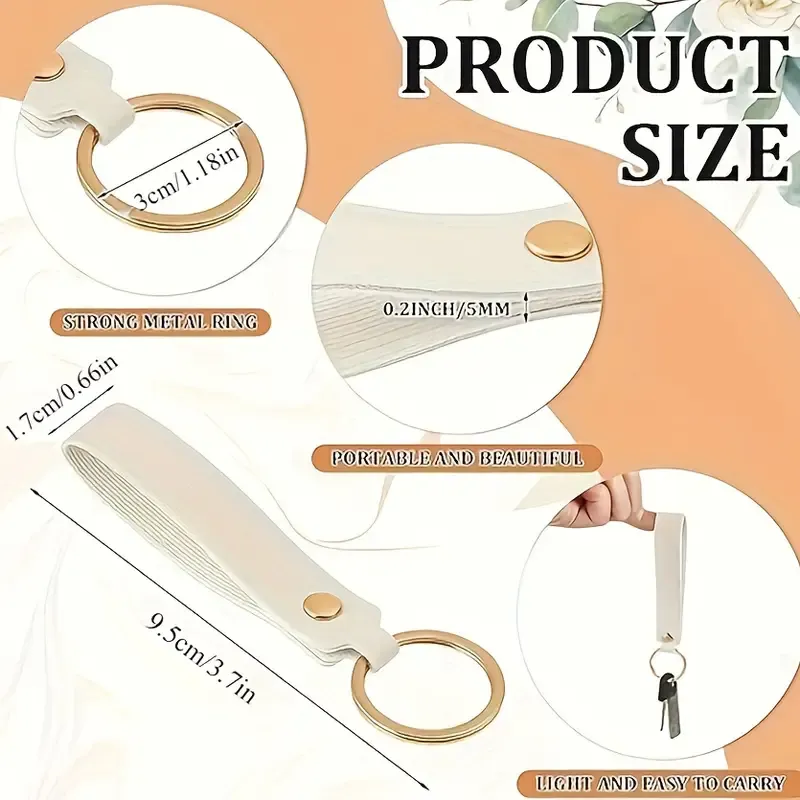 PRODUCT
SIZE
3cm/1.18in
STRONG METAL RING
0.2INCH/5MM
1.7cm/0.66in
PORTABLE AND BEAUTIFUL
9.5cm/3.7in
LIGHT AND EASY TO CARRY